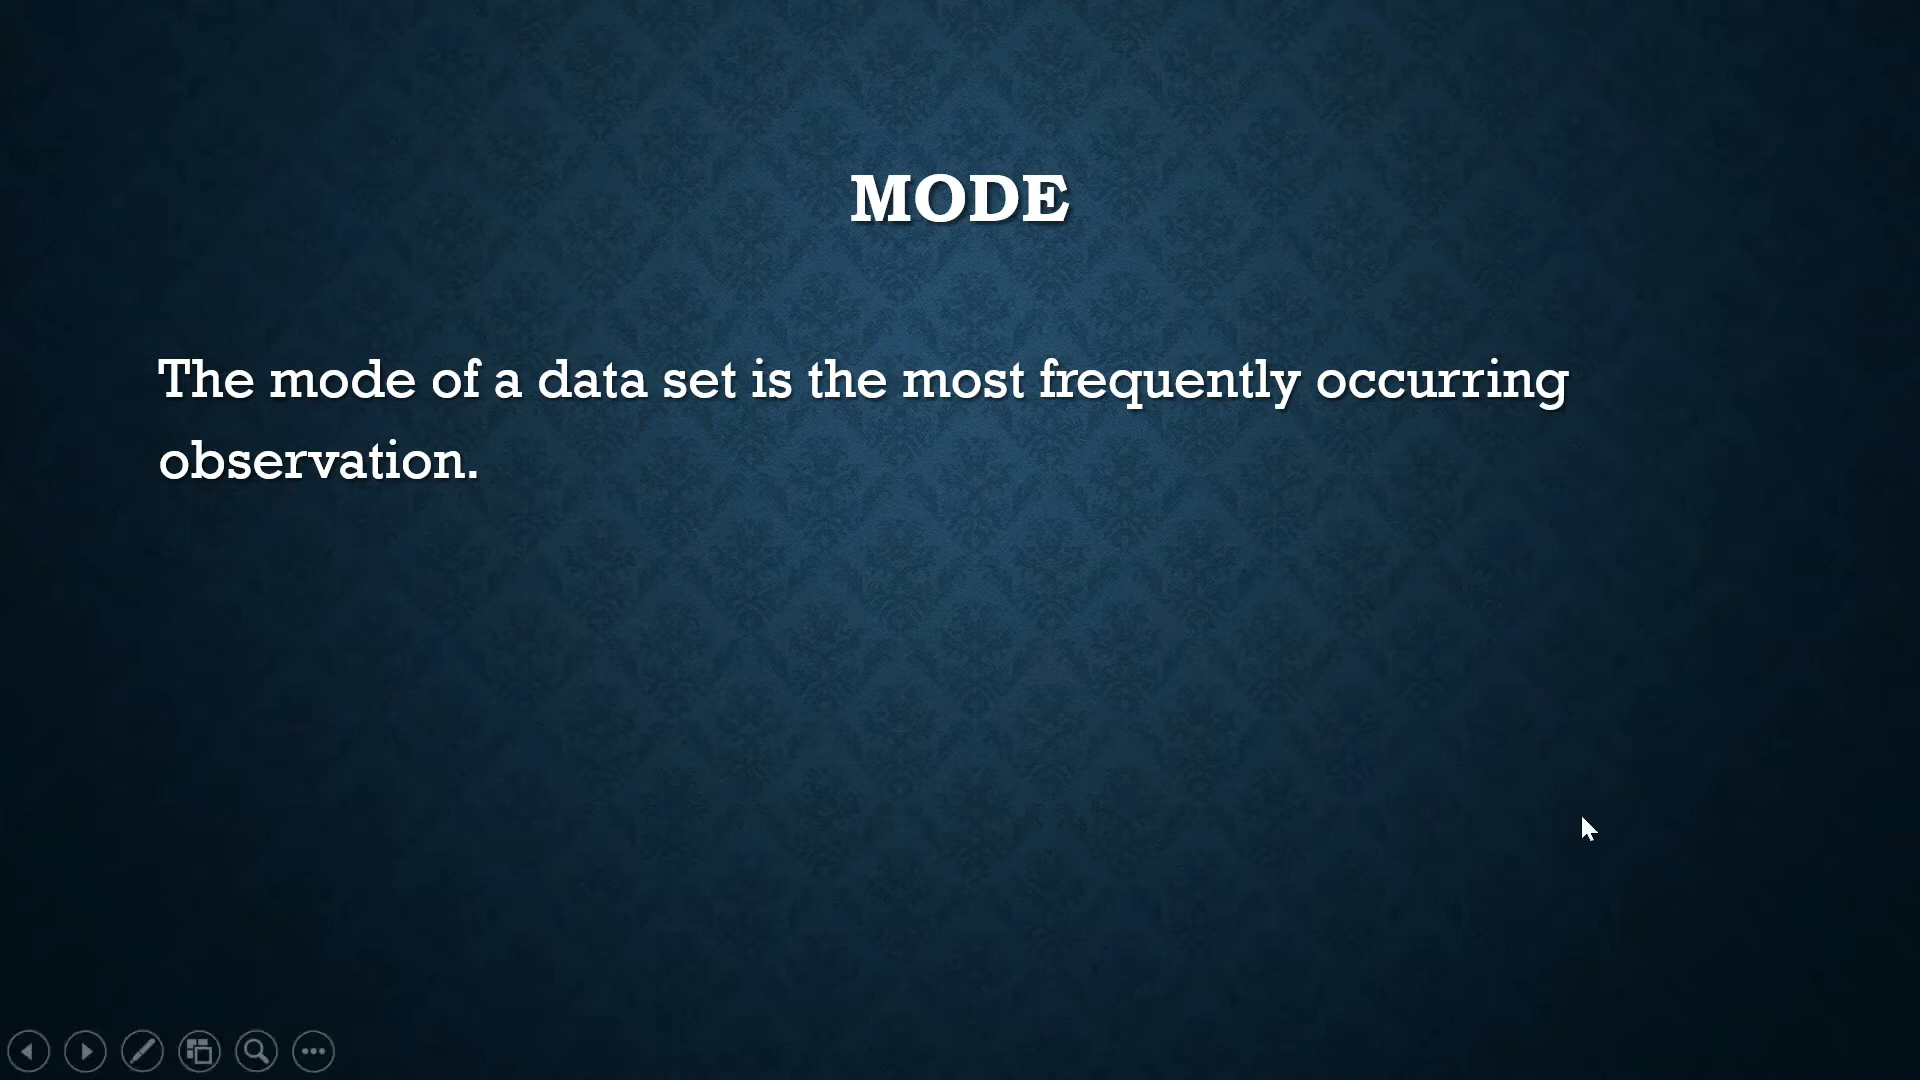 MODE
The mode of a data set is the most frequently occurring
observation.